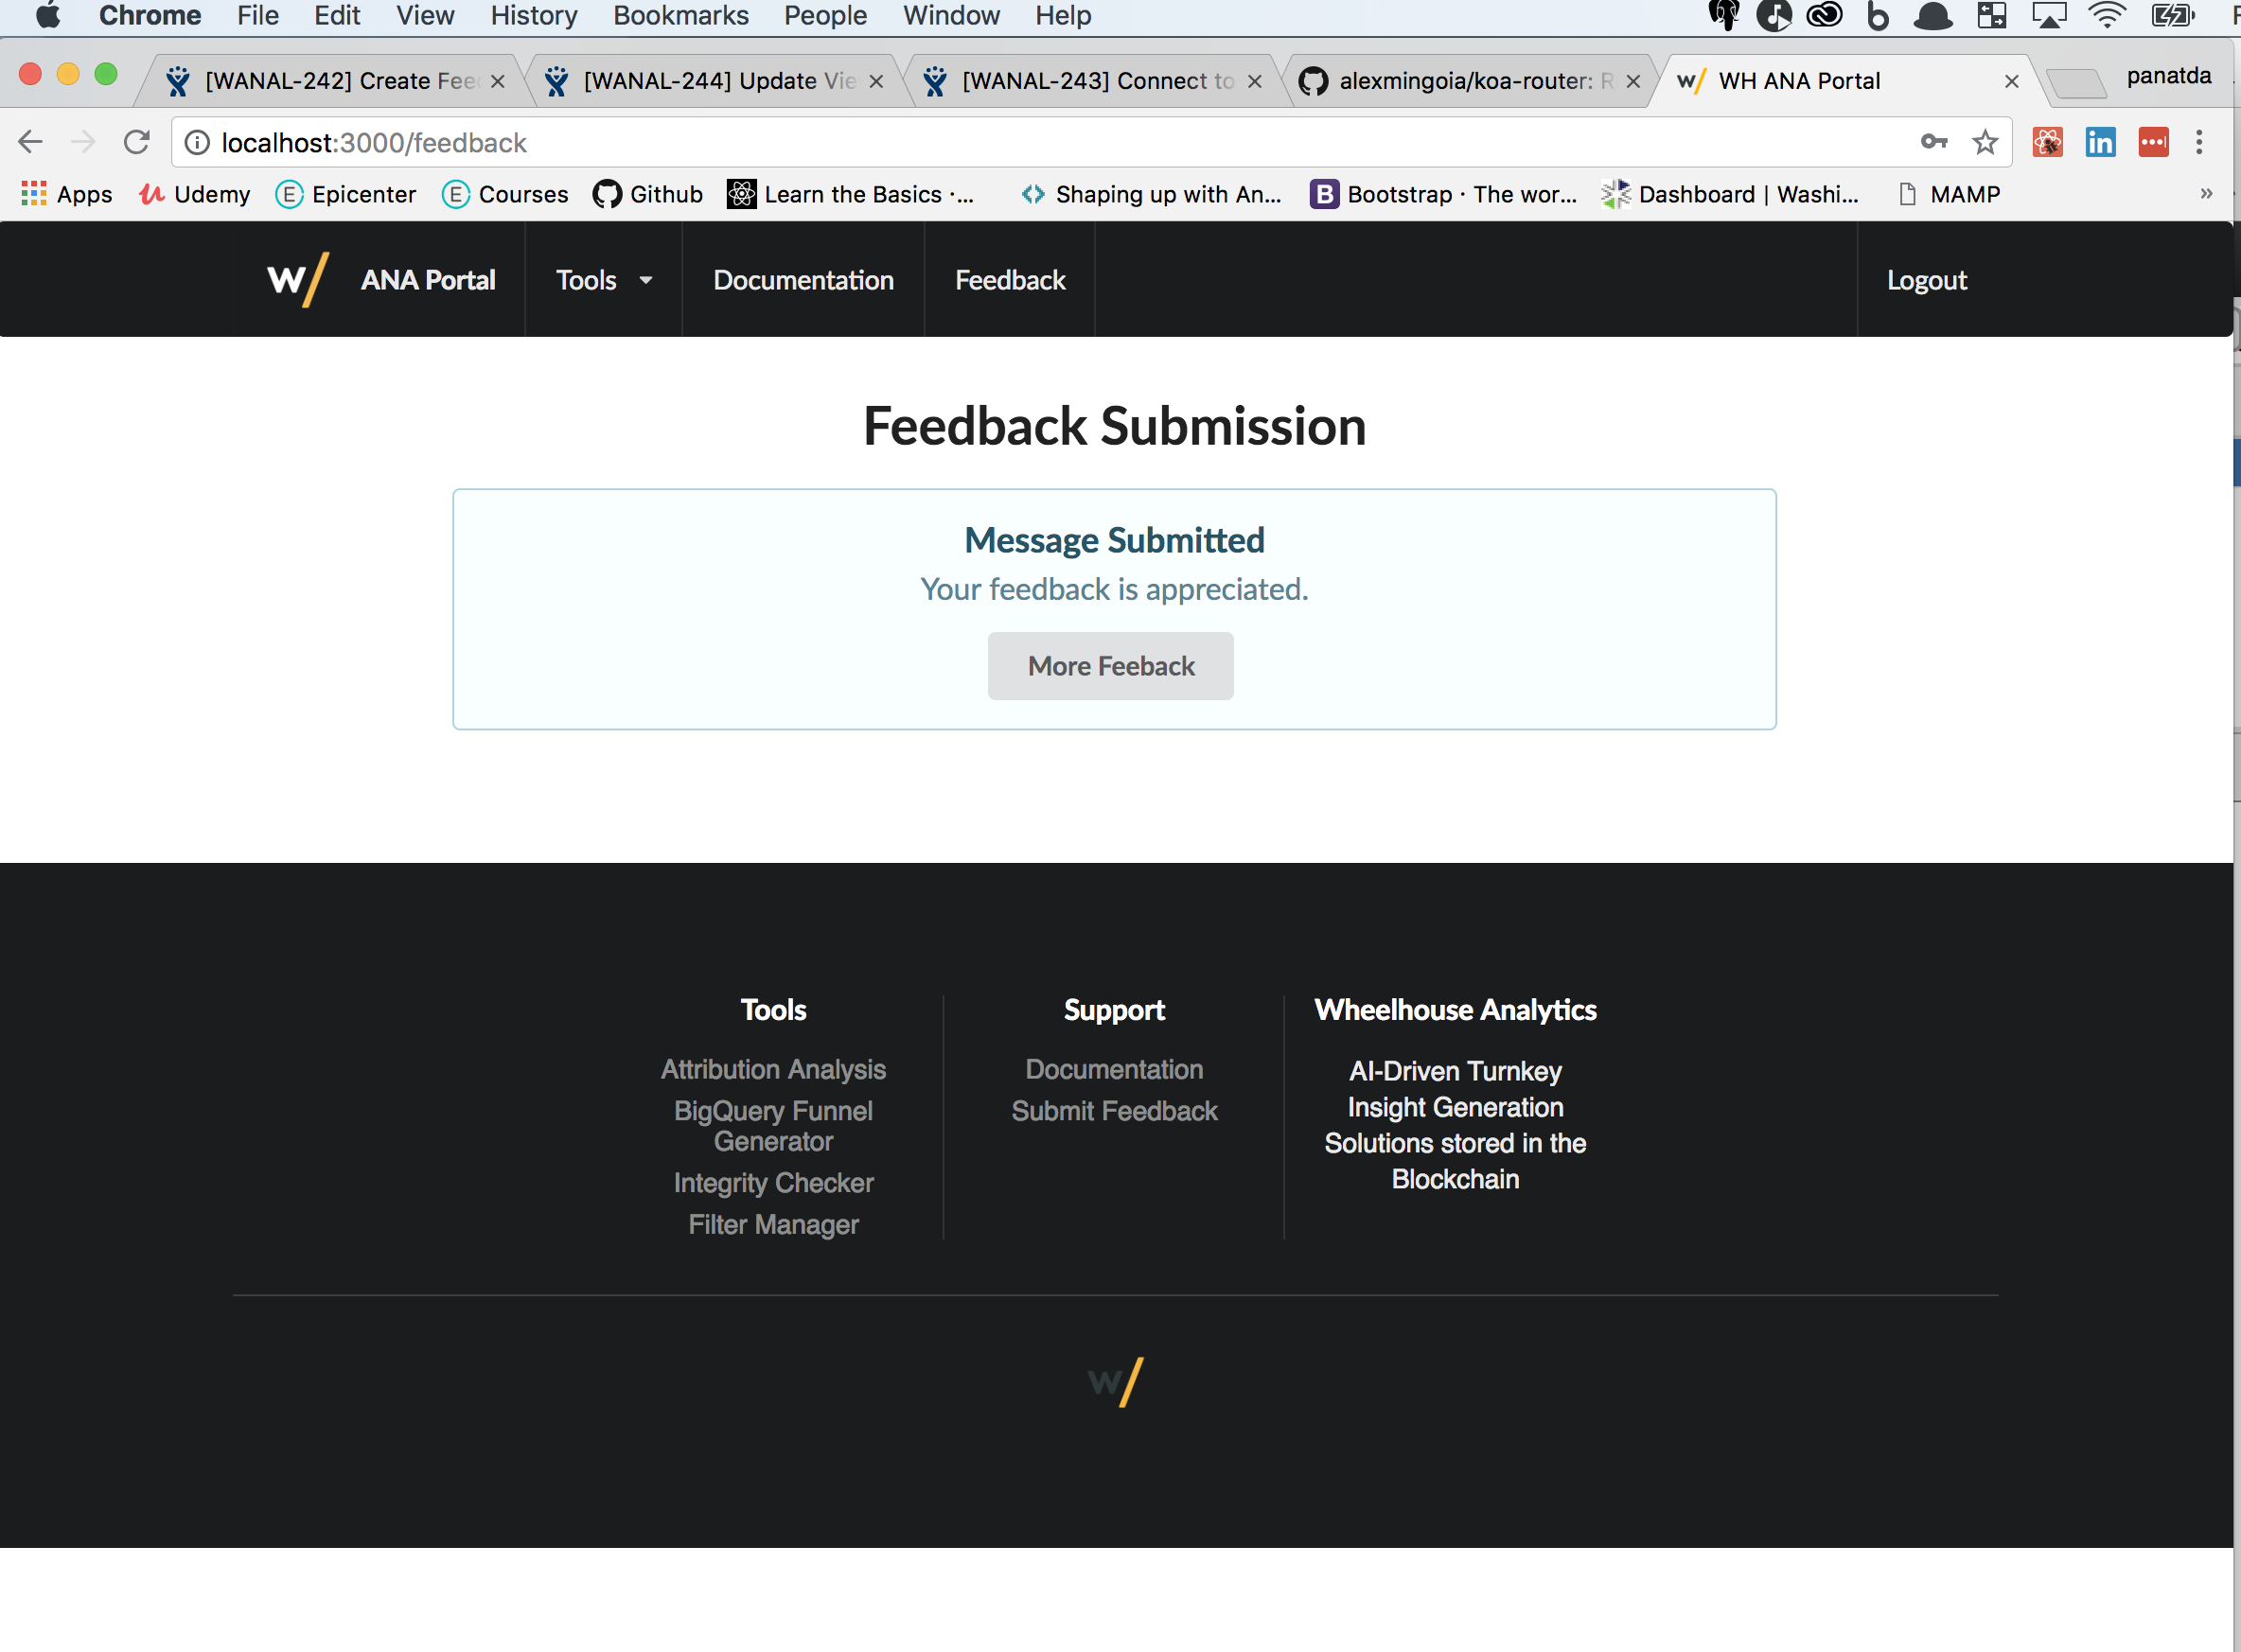 Chrome File Edit View History Bookmarks People Window Help
[WANAL-242] Create Fee [WANAL-244] Update Vie [WANAL-243] Connect to alexmingoia/koa-router: R w/ WH ANA Portal panatda
localhost:3000/feedback
Apps Udemy Epicenter Courses Github Learn the Basics ·... Shaping up with An... Bootstrap · The wor... Dashboard | Washi... MAMP »
w/ ANA Portal Tools Documentation Feedback Logout
Feedback Submission
Message Submitted
Your feedback is appreciated.
More Feeback
Tools
Attribution Analysis
BigQuery Funnel
Generator
Integrity Checker
Filter Manager
Support
Documentation
Submit Feedback
Wheelhouse Analytics
AI-Driven Turnkey
Insight Generation
Solutions stored in the
Blockchain
w/